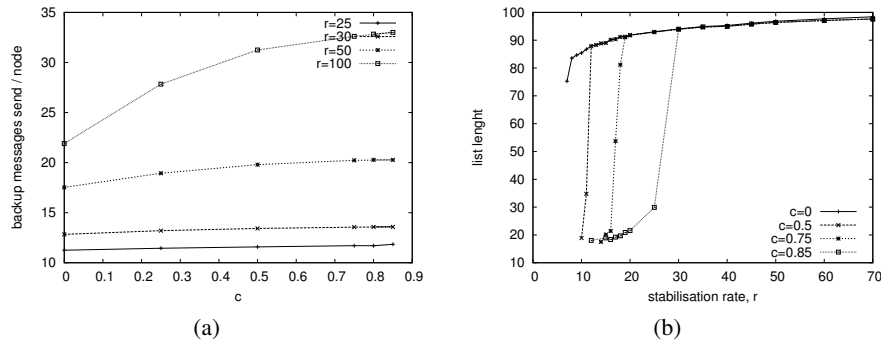 backup messages send / node
35
30
25
20
15
10
0
0.1
0.2
0.3
0.4
0.5
0.6
0.7
0.8
0.9
c
r=25
r=30
r=50
r=100
(a)
list lenght
100
90
80
70
60
50
40
30
20
10
0
10
20
30
40
50
60
70
stabilisation rate, r
c=0
c=0.5
c=0.75
c=0.85
(b)